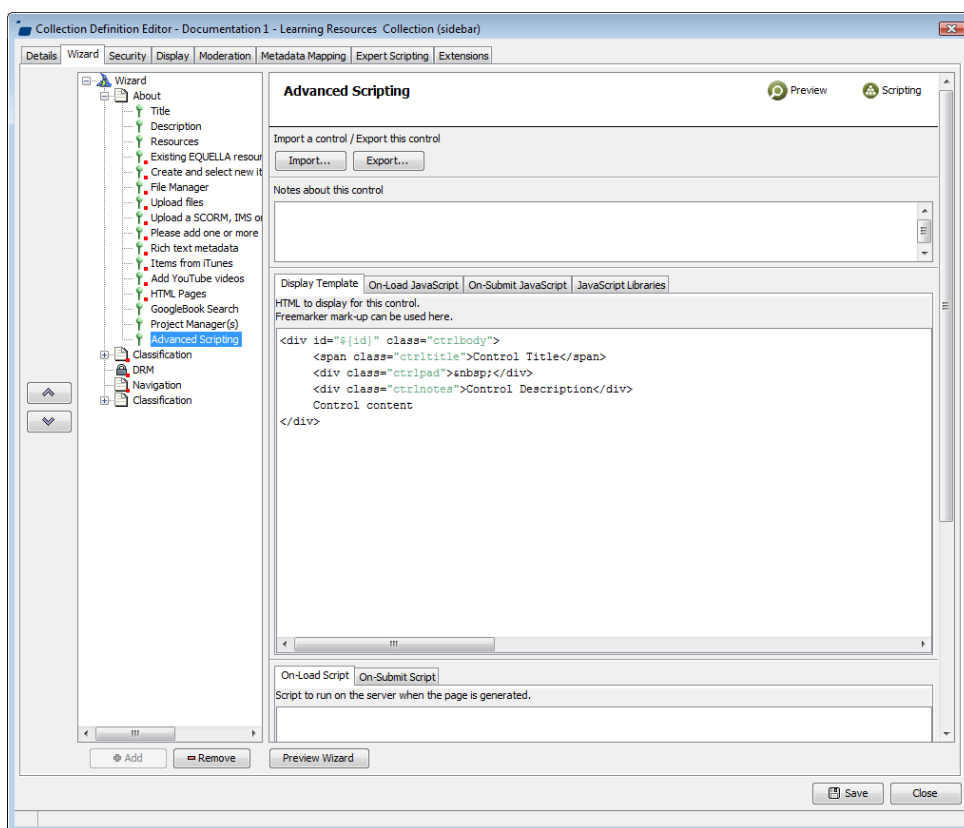 Collection Definition Editor - Documentation 1 - Learning Resources  Collection (sidebar)
Details Wizard Security Display Moderation Metadata Mapping Expert Scripting Extensions
Wizard
About
Title
Description
Resources
Existing EQUELLA resour
Create and select new it
File Manager
Upload files
Upload a SCORM, IMS o
Please add one or more
Rich text metadata
Items from iTunes
Add YouTube videos
HTML Pages
GoogleBook Search
Project Manager(s)
Advanced Scripting
Classification
DRM
Navigation
Classification
Add Remove
Advanced Scripting Preview Scripting
Import a control / Export this control
Import... Export...
Notes about this control
Display Template On-Load JavaScript On-Submit JavaScript JavaScript Libraries
HTML to display for this control.
Freemarker mark-up can be used here.
<div id="${id}" class="ctrlbody">
<span class="ctrltitle">Control Title</span>
<div class="ctrlpad">&nbsp;</div>
<div class="ctrlnotes">Control Description</div>
Control content
</div>
On-Load Script On-Submit Script
Script to run on the server when the page is generated.
Preview Wizard
Save Close